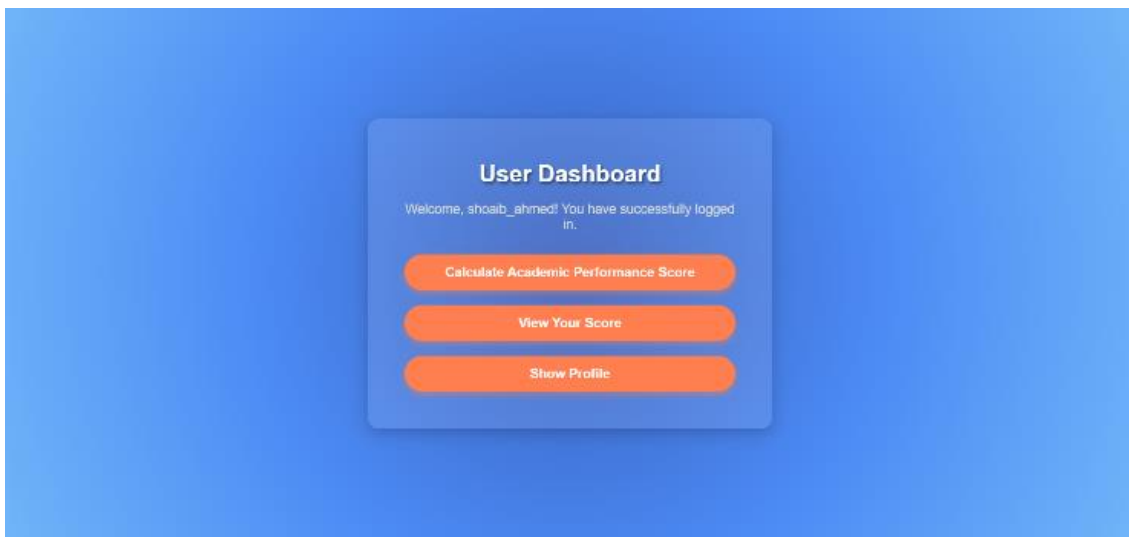 User Dashboard
Welcome, shoaib_ahmed! You have successfully logged
in.
Calculate Academic Performance Score
View Your Score
Show Profile